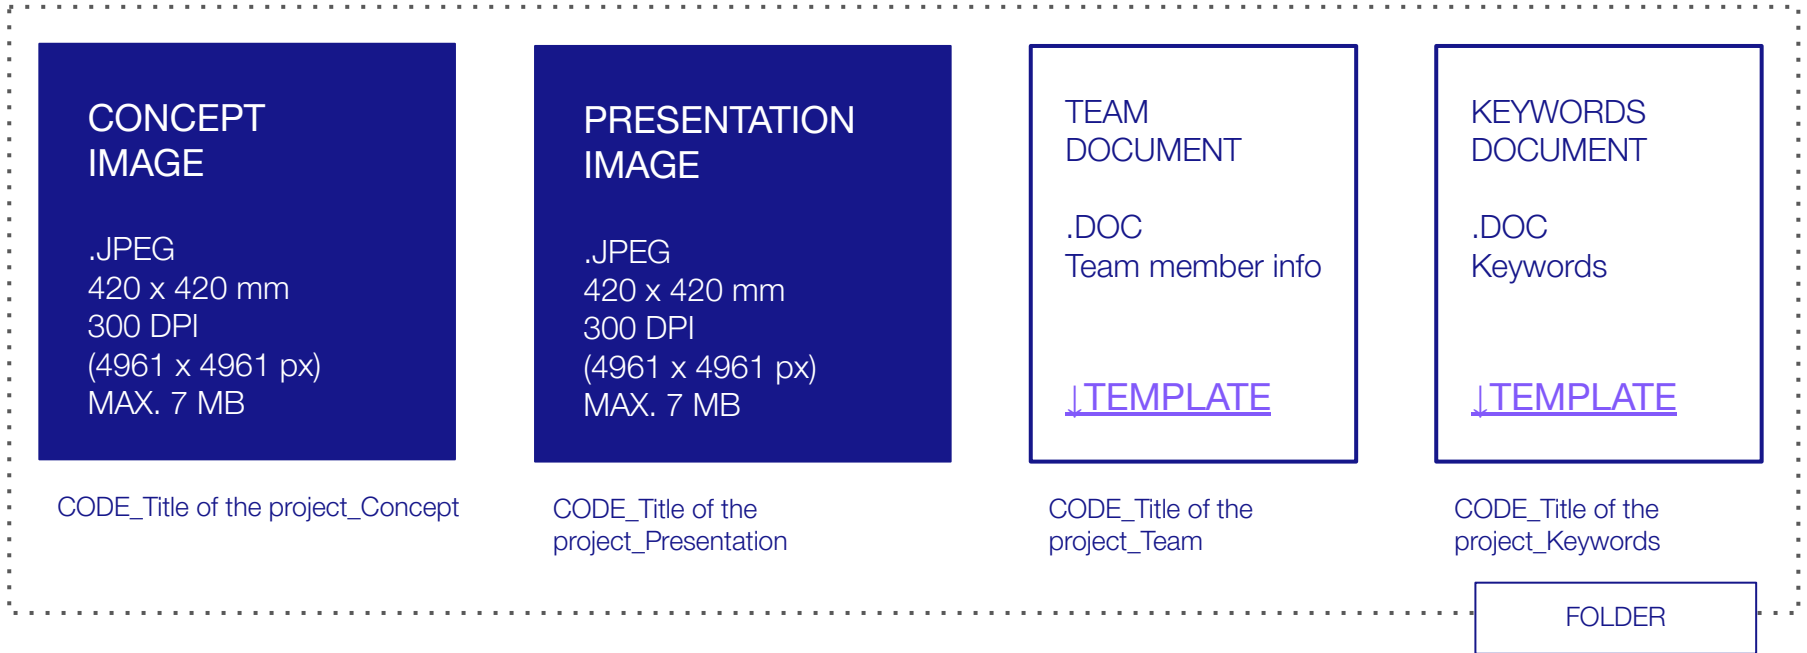 CONCEPT
IMAGE
.JPEG
420 x 420 mm
300 DPI
(4961 x 4961 px)
MAX. 7 MB
CODE_Title of the project_Concept
PRESENTATION
IMAGE
.JPEG
420 x 420 mm
300 DPI
(4961 x 4961 px)
MAX. 7 MB
CODE_Title of the
project_Presentation
TEAM
DOCUMENT
.DOC
Team member info
↓TEMPLATE
CODE_Title of the
project_Team
KEYWORDS
DOCUMENT
.DOC
Keywords
↓TEMPLATE
CODE_Title of the
project_Keywords
FOLDER